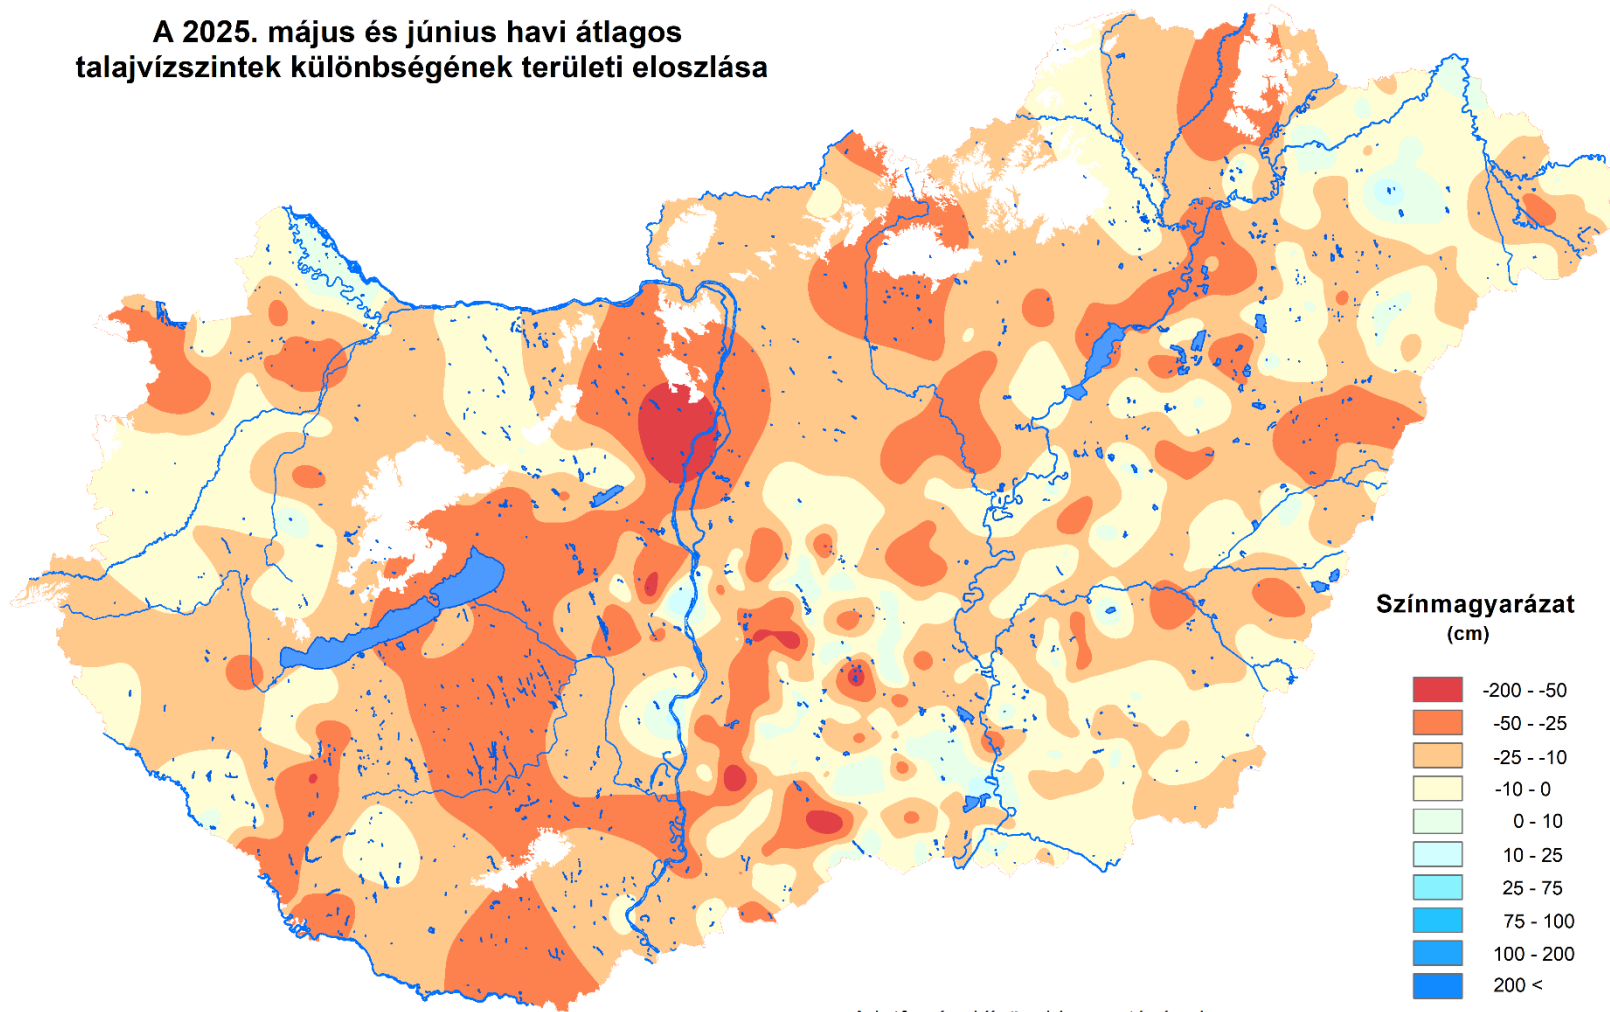 A 2025. május és június havi átlagos
talajvízszintek különbségének területi eloszlása
Színmagyarázat
(cm)
-200 - -50
-50 - -25
-25 - -10
-10 - 0
0 - 10
10 - 25
25 - 75
75 - 100
100 - 200
200 <